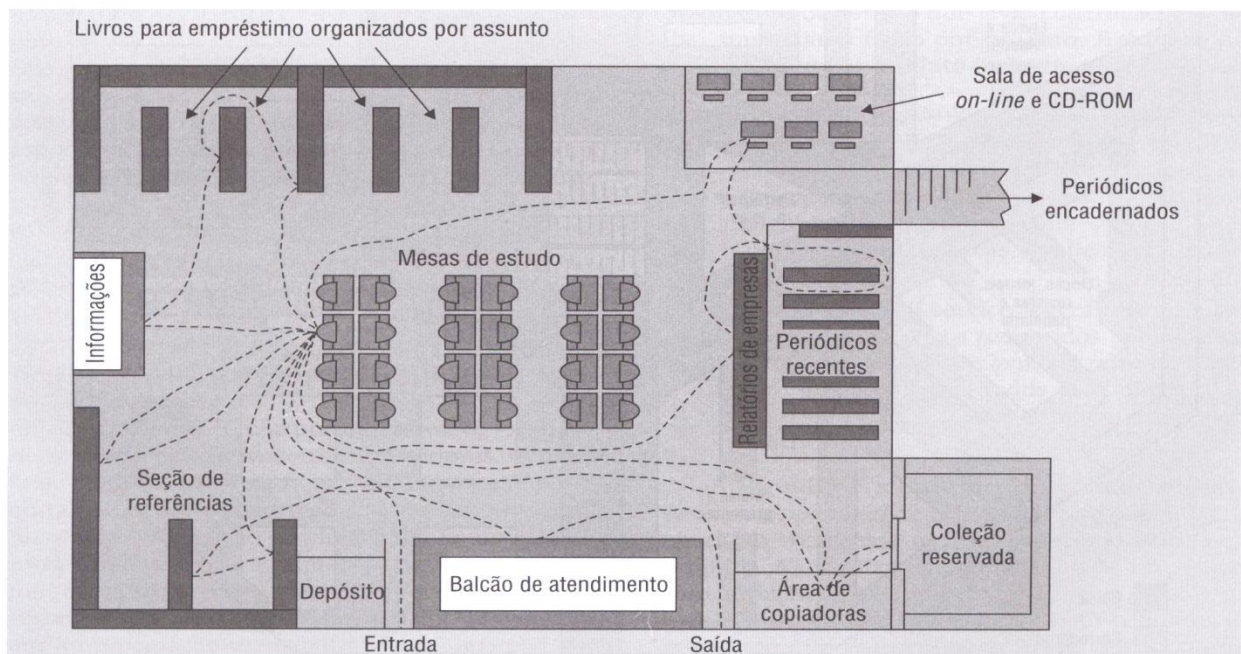 Livros para empréstimo organizados por assunto
Sala de acesso
on-line e CD-ROM
Periódicos
encadernados
Mesas de estudo
Informações
Relatórios de empresas
Periódicos
recentes
Seção de
referências
Coleção
reservada
Depósito
Balcão de atendimento
Área de
copiadoras
Entrada
Saída